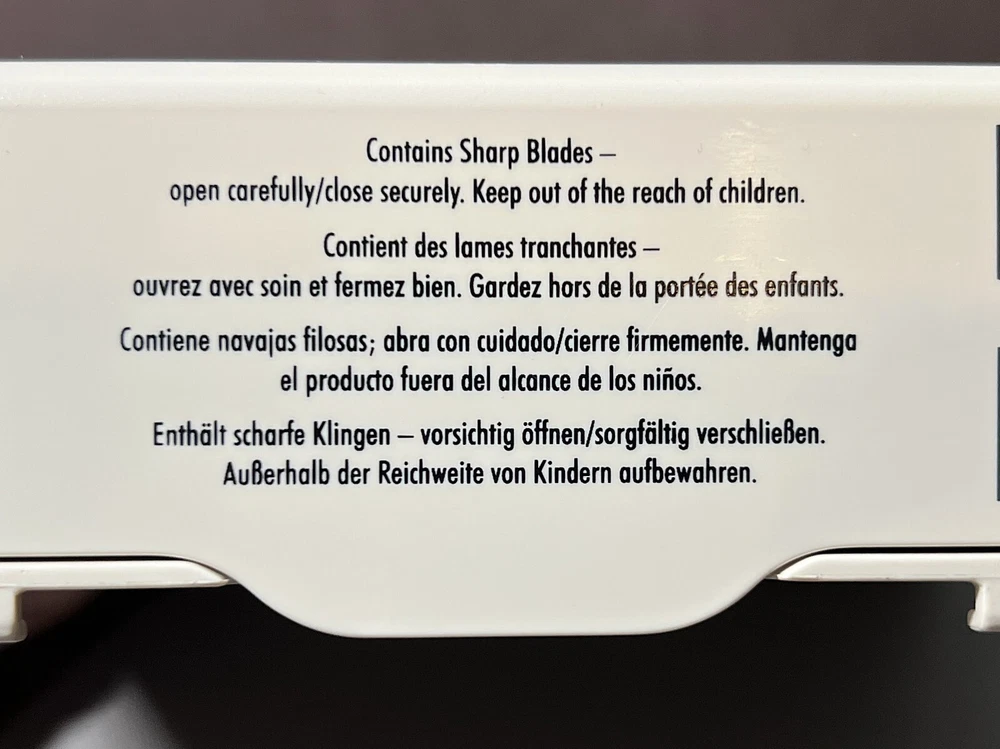 Contains Sharp Blades –
open carefully/close securely. Keep out of the reach of children.
Contient des lames tranchantes –
ouvrez avec soin et fermez bien. Gardez hors de la portée des enfants.
Contiene navajas filosas; abra con cuidado/cierre firmemente. Mantenga
el producto fuera del alcance de los niños.
Enthält scharfe Klingen – vorsichtig öffnen/sorgfältig verschließen.
Außerhalb der Reichweite von Kindern aufbewahren.